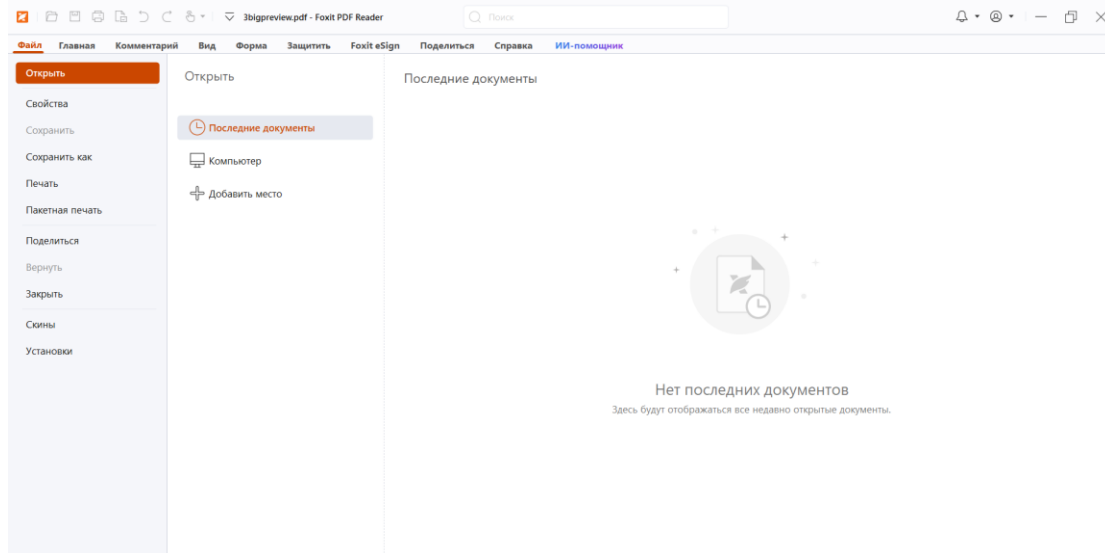 3bigpreview.pdf - Foxit PDF Reader
Поиск
Файл Главная Комментарий Вид Форма Защитить Foxit eSign Поделиться Справка ИИ-помощник
Открыть
Свойства
Сохранить
Сохранить как
Печать
Пакетная печать
Поделиться
Вернуть
Закрыть
Скины
Установки
Открыть
Последние документы
Компьютер
Добавить место
Последние документы
Нет последних документов
Здесь будут отображаться все недавно открытые документы.